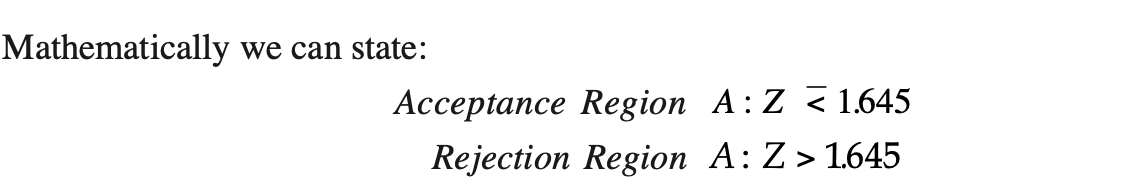 Mathematically we can state:
Acceptance Region A : Z ⪙ 1.645
Rejection Region A : Z > 1.645